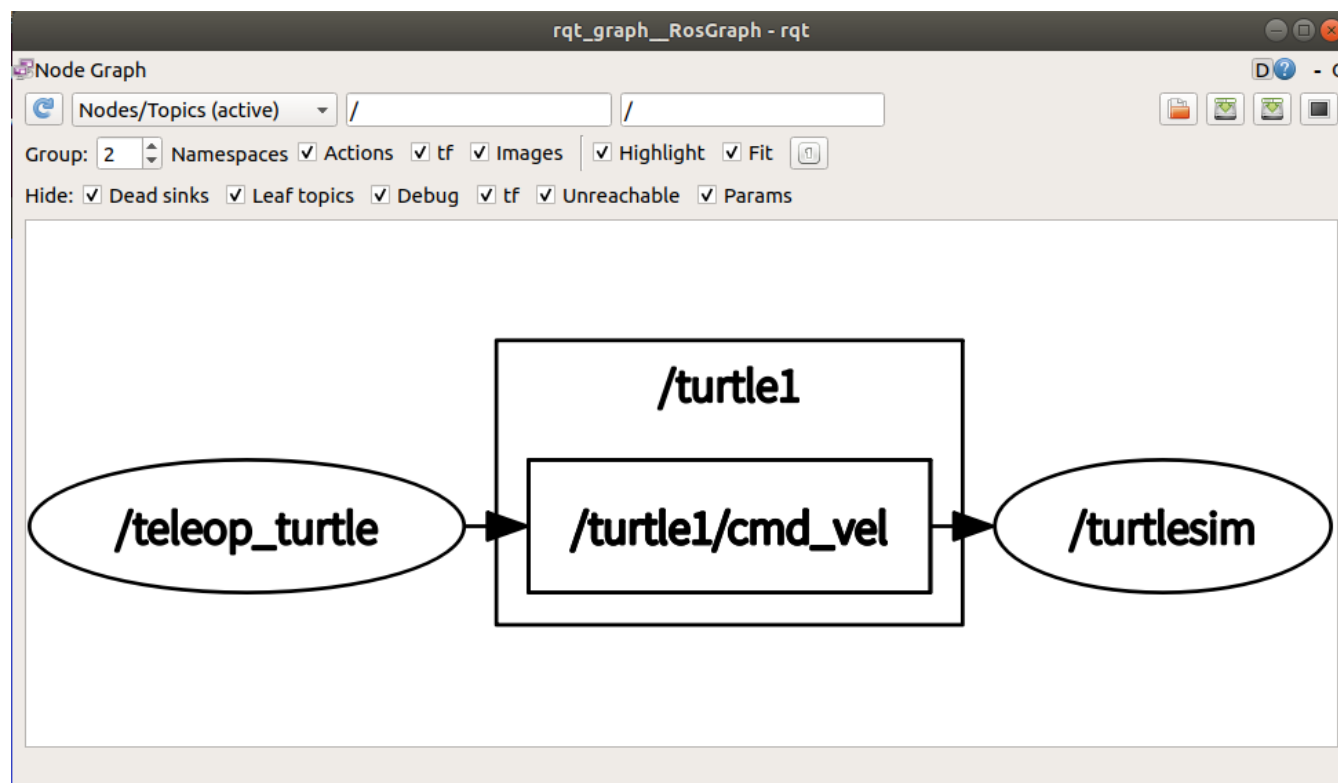 rqt_graph__RosGraph - rqt
Node Graph D ? - O
Nodes/Topics (active) / /
Group: 2 Namespaces Actions tf Images Highlight Fit
Hide: Dead sinks Leaf topics Debug tf Unreachable Params
/turtle1
/teleop_turtle /turtle1/cmd_vel /turtlesim